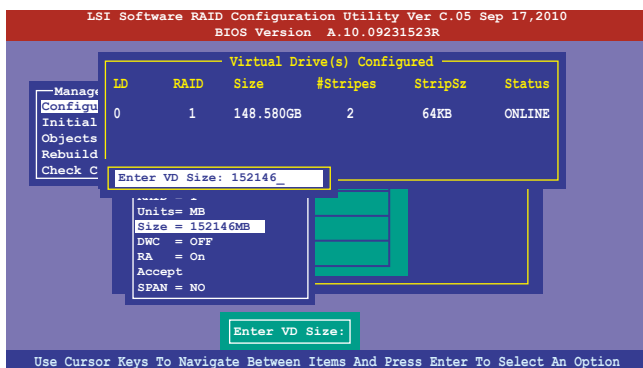 LSI Software RAID Configuration Utility Ver C.05 Sep 17,2010
BIOS Version A.10.09231523R
Virtual Drive(s) Configured
LD RAID Size #Stripes StripSz Status
0 1 148.580GB 2 64KB ONLINE
Manage
Configu
Initial
Objects
Rebuild
Check C
Enter VD Size: 152146_
Units= MB
Size = 152146MB
DWC = OFF
RA = On
Accept
SPAN = NO
Enter VD Size:
Use Cursor Keys To Navigate Between Items And Press Enter To Select An Option